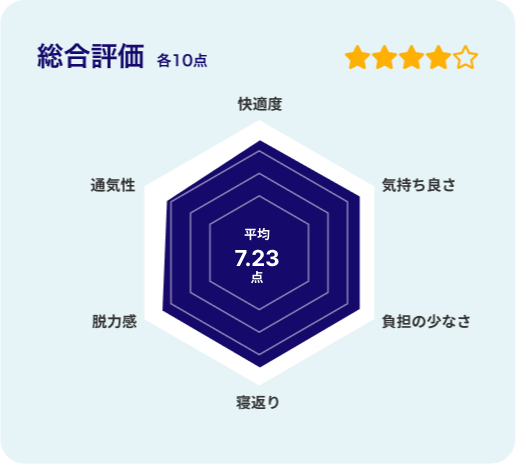 総合評価 各10点
快適度
通気性
気持ち良さ
平均
7.23
点
脱力感
負担の少なさ
寝返り